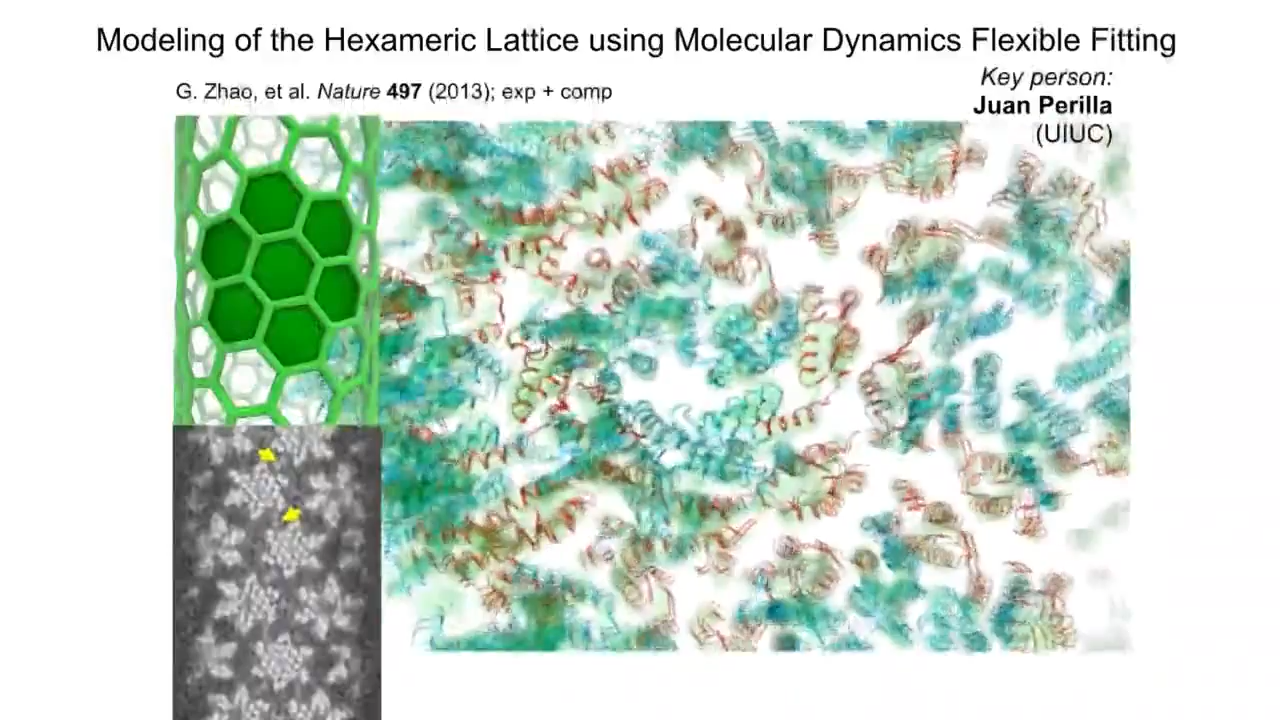 Modeling of the Hexameric Lattice using Molecular Dynamics Flexible Fitting
G. Zhao, et al. Nature 497 (2013); exp + comp
Key person:
Juan Perilla
(UIUC)